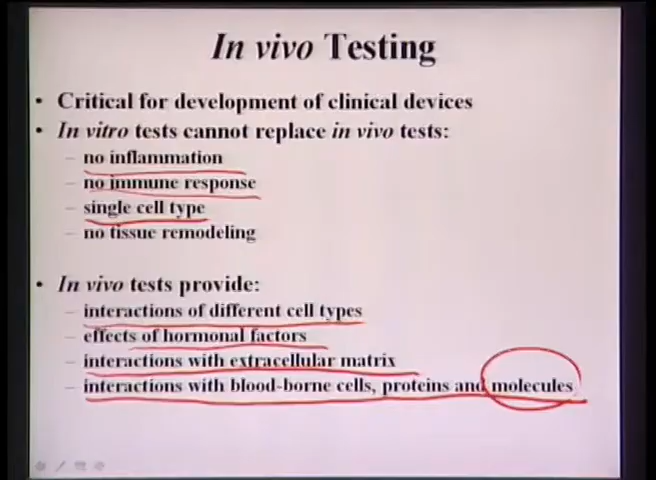 In vivo Testing
• Critical for development of clinical devices
• In vitro tests cannot replace in vivo tests:
– no inflammation
– no immune response
– single cell type
– no tissue remodeling
• In vivo tests provide:
– interactions of different cell types
– effects of hormonal factors
– interactions with extracellular matrix
– interactions with blood-borne cells, proteins and molecules